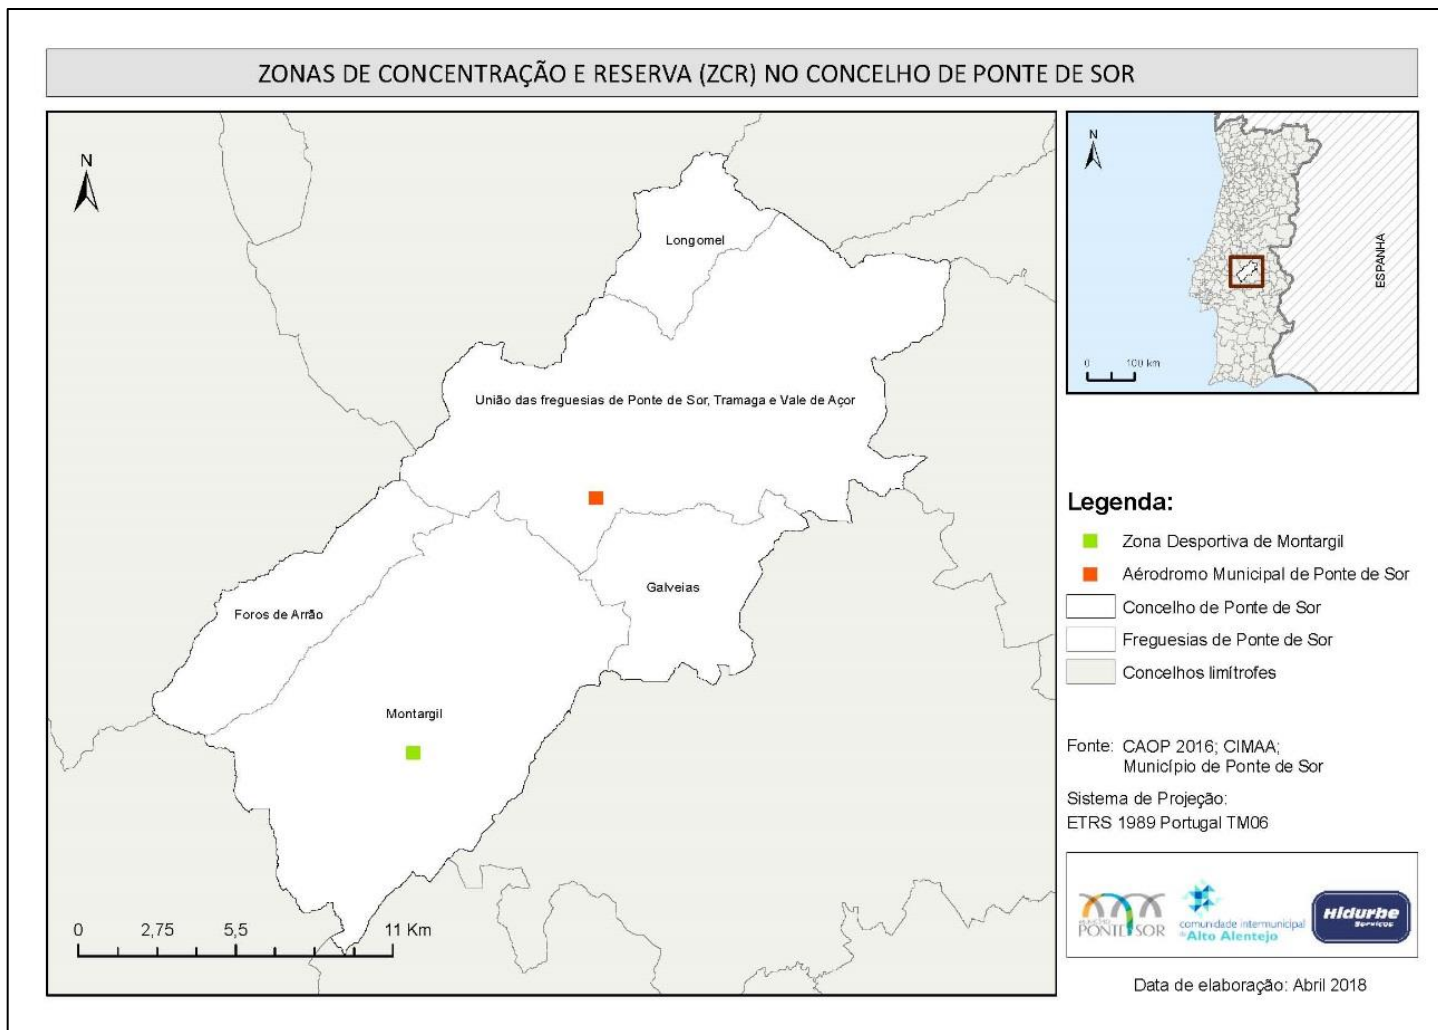 ZONAS DE CONCENTRAÇÃO E RESERVA (ZCR) NO CONCELHO DE PONTE DE SOR
N
Longomel
União das freguesias de Ponte de Sor, Tramaga e Vale de Açor
Galveias
Foros de Arrão
Montargil
0 2,75 5,5 11 Km
N
ESPANHA
0 100 km
Legenda:
Zona Desportiva de Montargil
Aérodromo Municipal de Ponte de Sor
Concelho de Ponte de Sor
Freguesias de Ponte de Sor
Concelhos limítrofes
Fonte: CAOP 2016; CIMAA;
Município de Ponte de Sor
Sistema de Projeção:
ETRS 1989 Portugal TM06
MUNICÍPIO
PONTE SOR
comunidade intermunicipal
do Alto Alentejo
Hidurbe
Serviços
Data de elaboração: Abril 2018